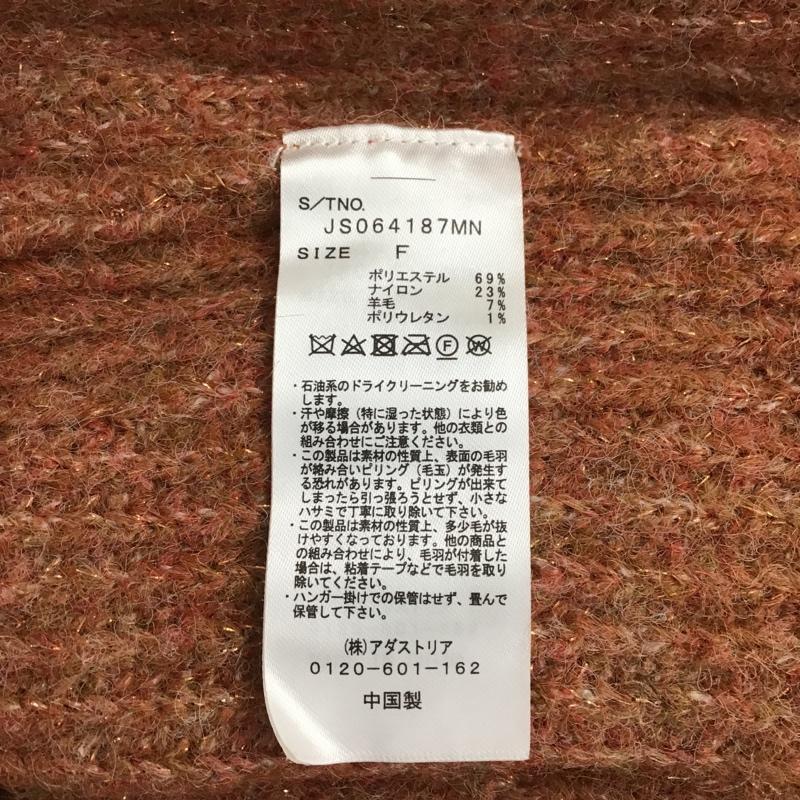 S/TNO.
JS064187MN
SIZE F
ポリエステル 69%
ナイロン 23%
羊毛 7%
ポリウレタン 1%
・石油系のドライクリーニングをお勧め
します。
・汗や摩擦（特に湿った状態）により色
が移る場合があります。他の衣類との
組み合わせにご注意ください。
・この製品は素材の性質上、表面の毛羽
が絡み合いピリング（毛玉）が発生す
る恐れがあります。ピリングが出来て
しまったら引っ張ろうとせず、小さな
ハサミで丁寧に取り除いて下さい。
・この製品は素材の性質上、多少毛が抜
けやすくなっております。他の商品と
の組み合わせにより、毛羽が付着した
場合は、粘着テープなどで毛羽を取り
除いてください。
・ハンガー掛けでの保管はせず、畳んで
保管して下さい。
(株)アダストリア
0120-601-162
中国製